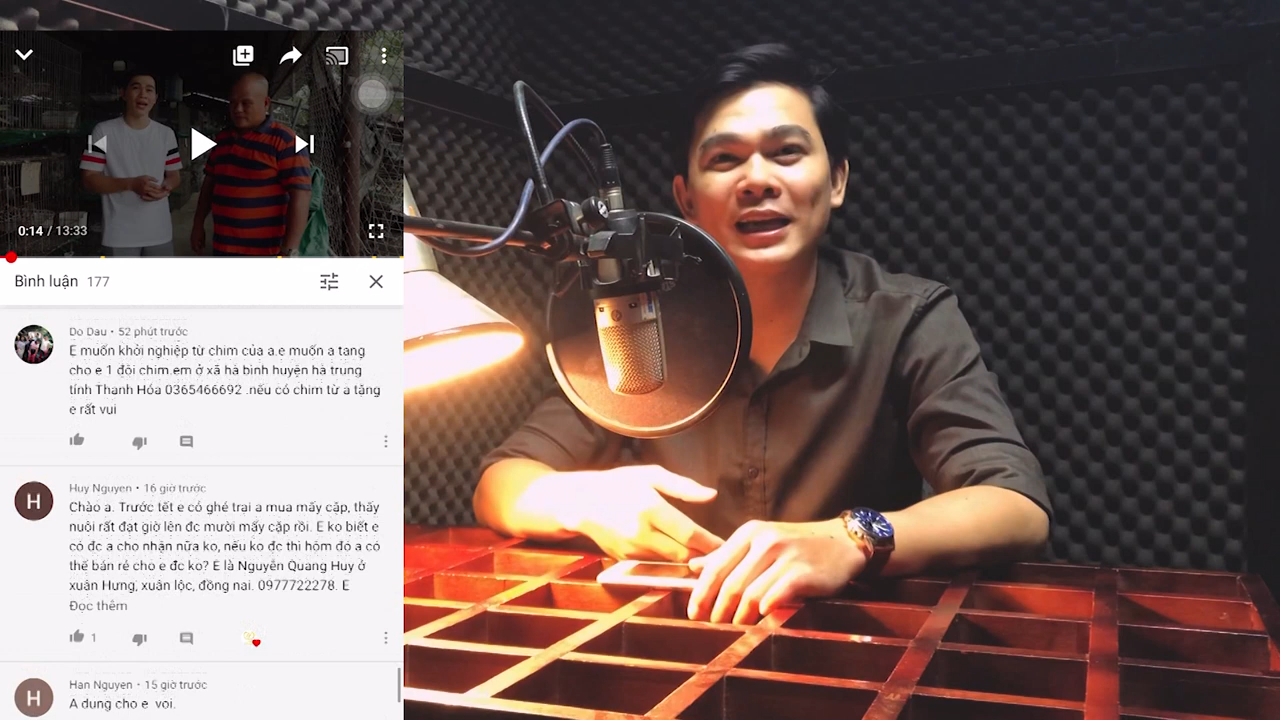 0:14 / 13:33
Bình luận 177
Do Dau • 52 phút trước
E muốn khởi nghiệp từ chim của a.e muốn a tang
cho e 1 đôi chim.em ở xã hà bình huyện hà trung
tỉnh Thanh Hóa 0365466692 .nếu có chim từ a tặng
e rất vui
Huy Nguyen • 16 giờ trước
Chào a. Trước tết e có ghé trại a mua mấy cặp, thấy
nuôi rất đạt giờ lên đc mười mấy cặp rồi. E ko biết e
có đc a cho nhận nữa ko, nếu ko đc thì hôm đó a có
thể bán rẻ cho e đc ko? E là Nguyễn Quang Huy ở
xuân Hưng, xuân lộc, đồng nai. 0977722278. E
Đọc thêm
1
Han Nguyen • 15 giờ trước
A dung cho e voi.
H
H